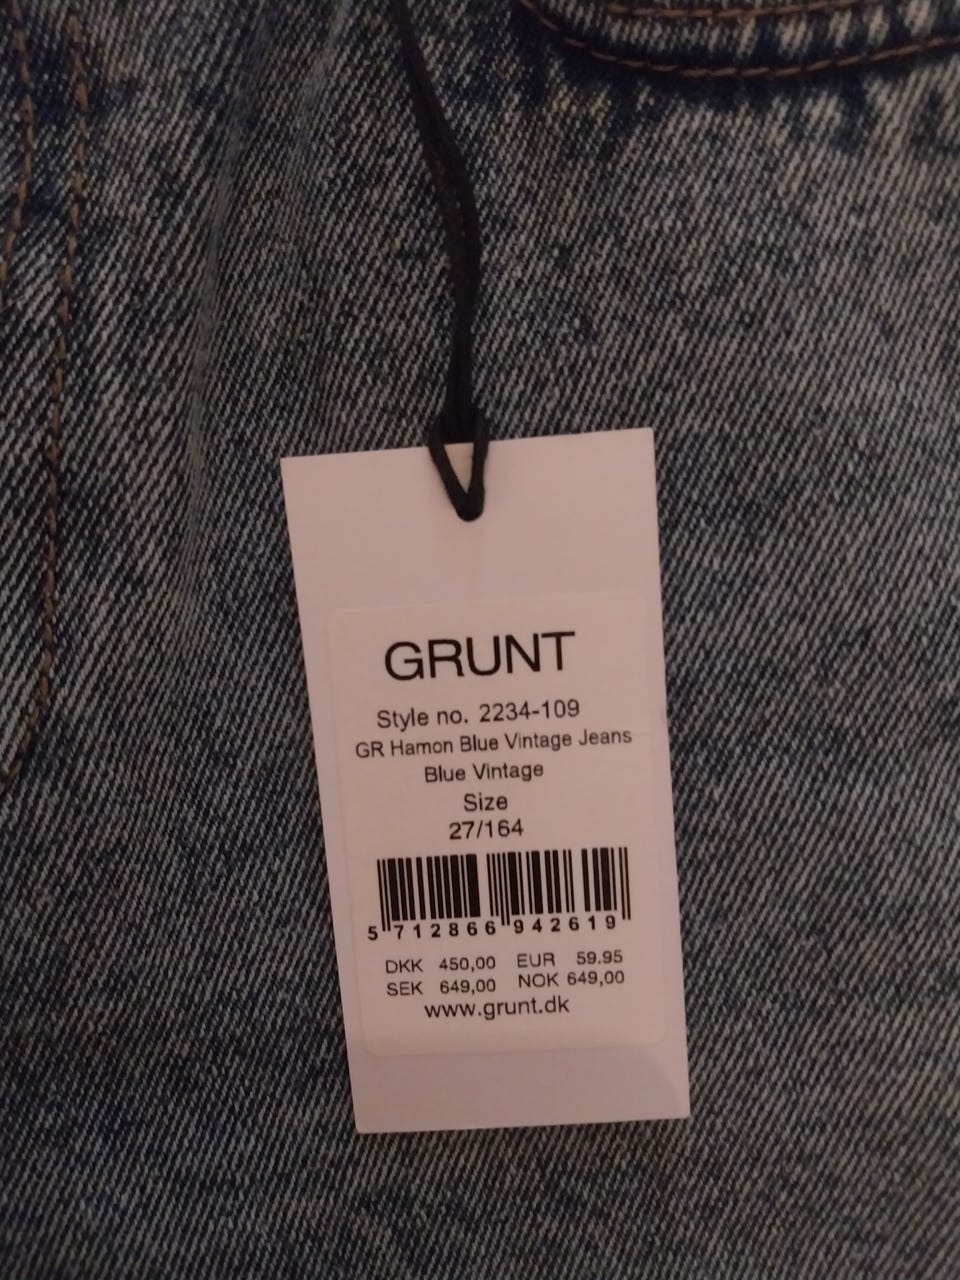 GRUNT
Style no. 2234-109
GR Hamon Blue Vintage Jeans
Blue Vintage
Size
27/164
5 712866 942619
DKK 450,00 EUR 59.95
SEK 649,00 NOK 649,00
www.grunt.dk